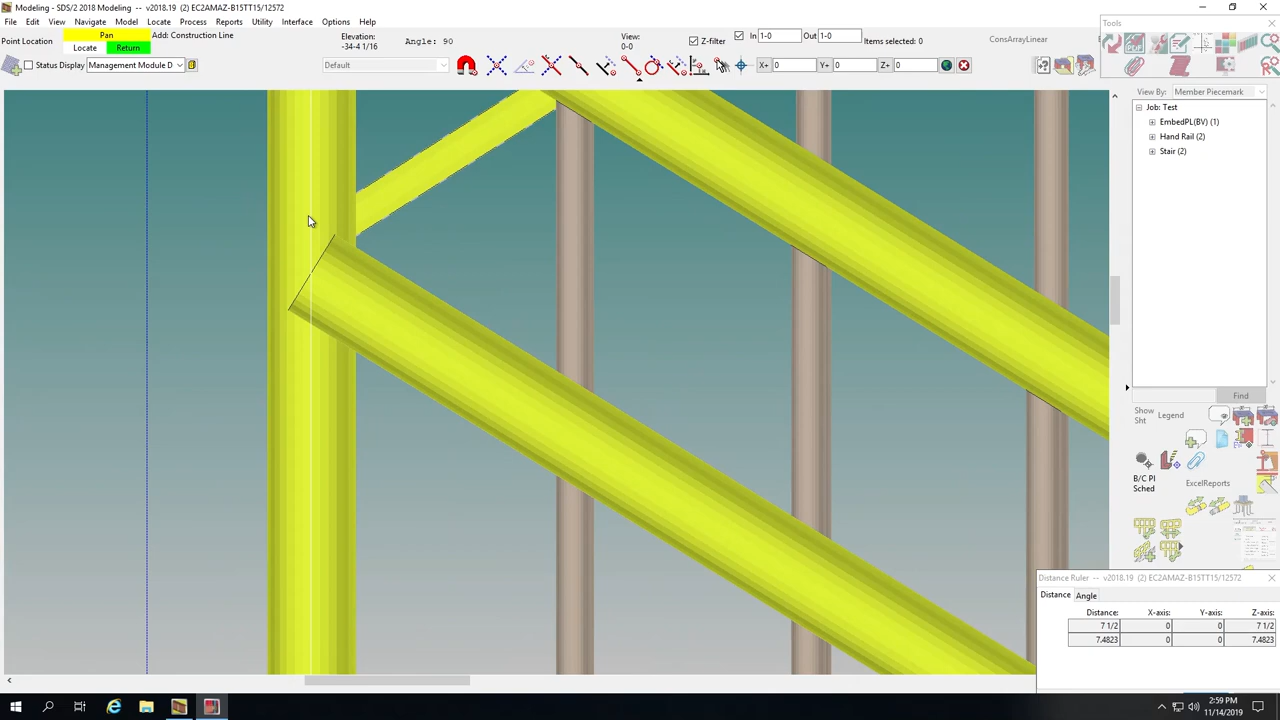 Modeling - SDS/2 2018 Modeling -- v2018.19 (2) EC2AMAZ-B15TT15/12572
File Edit View Navigate Model Locate Process Reports Utility Interface Options Help
Tools
Point Location
Pan
Add: Construction Line
Locate
Return
Elevation:
-34-4 1/16
Angle: 90
View:
0-0
Z-filter
In
1-0
Out
1-0
Items selected: 0
ConsArrayLinear
Status Display
Management Module D
Default
X+
0
Y+
0
Z+
0
View By:
Member Piecemark
Job: Test
EmbedPL(BV) (1)
Hand Rail (2)
Stair (2)
Find
Show
Sht
Legend
B/C Pl
Sched
ExcelReports
Distance Ruler -- v2018.19 (2) EC2AMAZ-B15TT15/12572
Distance
Angle
Distance: X-axis: Y-axis: Z-axis:
7 1/2 0 0 7 1/2
7.4823 0 0 7.4823
2:59 PM
11/14/2019